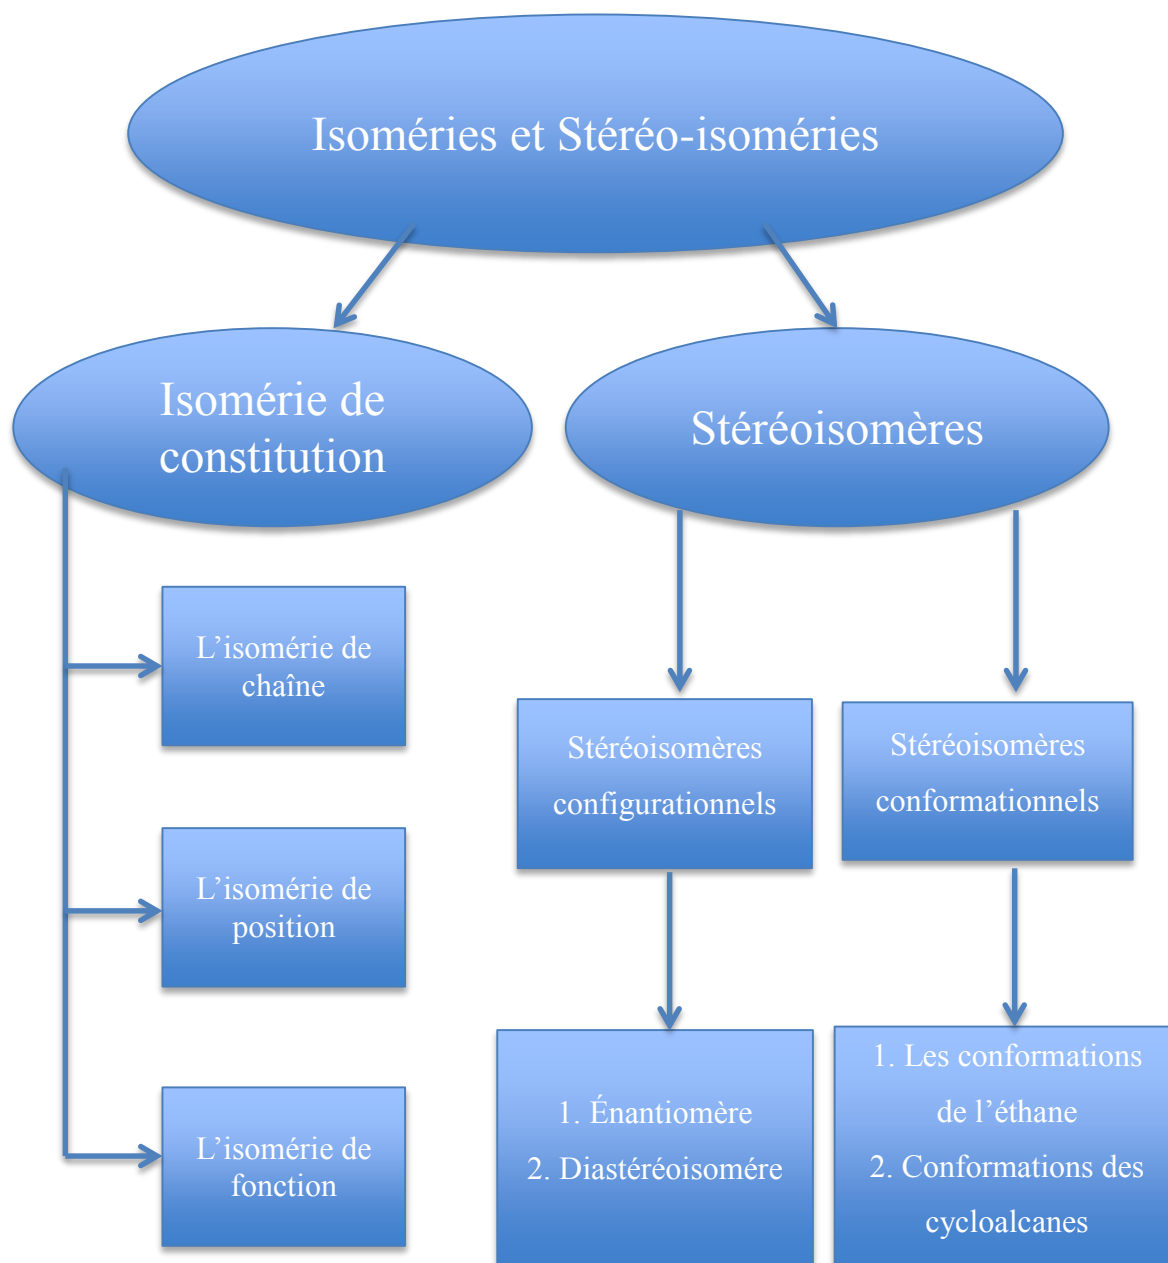 Isoméries et Stéréo-isoméries
Isomérie de
constitution
Stéréoisomères
L’isomérie de
chaîne
L’isomérie de
position
L’isomérie de
fonction
Stéréoisomères
configurationnels
Stéréoisomères
conformationnels
1. Énantiomère
2. Diastéréoisomére
1. Les conformations
de l’éthane
2. Conformations des
cycloalcanes